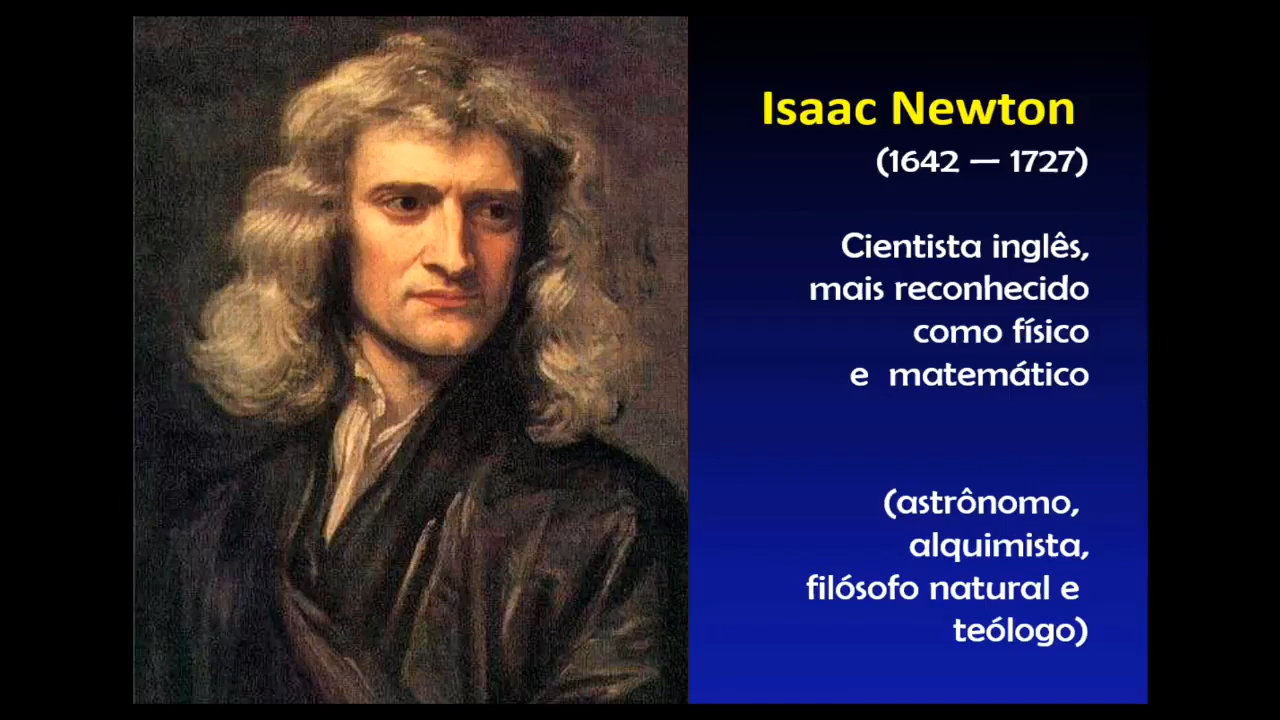 Isaac Newton
(1642 — 1727)
Cientista inglês,
mais reconhecido
como físico
e matemático
(astrônomo,
alquimista,
filósofo natural e
teólogo)